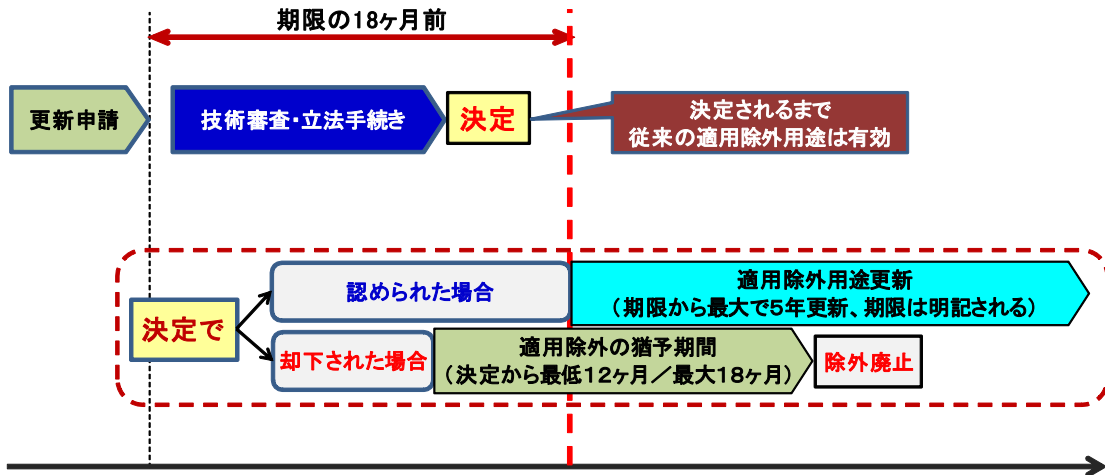 期限の18ヶ月前
更新申請
技術審査・立法手続き
決定
決定されるまで
従来の適用除外用途は有効
決定で
認められた場合
適用除外用途更新
（期限から最大で５年更新、期限は明記される）
却下された場合
適用除外の猶予期間
（決定から最低１２ヶ月／最大１８ヶ月）
除外廃止